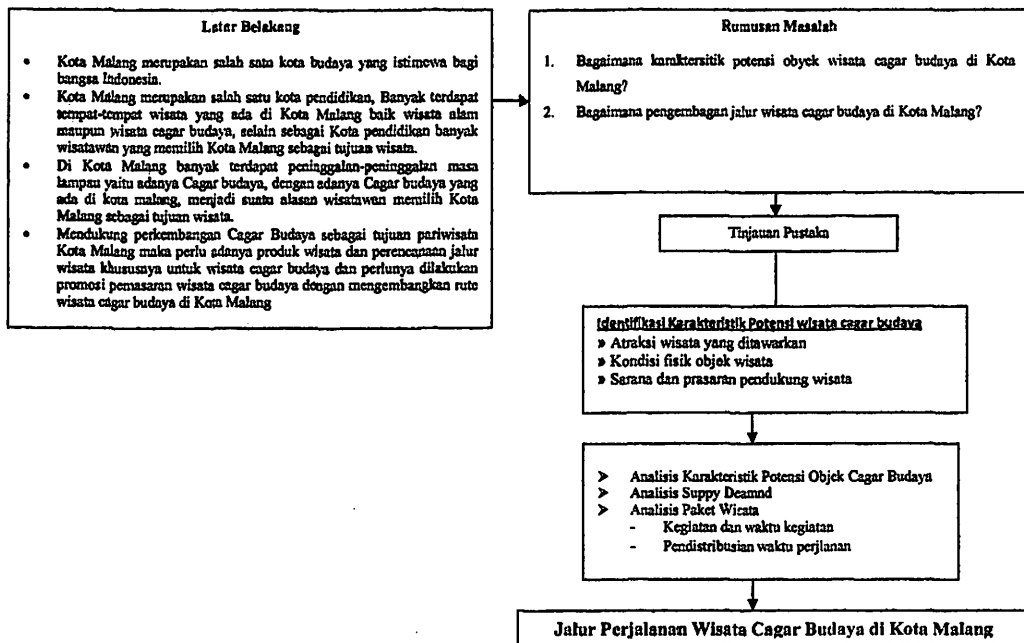 Latar Belakang
• Kota Malang merupakan salah satu kota budaya yang istimewa bagi
bangsa Indonesia.
• Kota Malang merupakan salah satu kota pendidikan, Banyak terdapat
tempat-tempat wisata yang ada di Kota Malang baik wisata alam
maupun wisata cagar budaya, selain sebagai Kota pendidikan banyak
wisatawan yang memilih Kota Malang sebagai tujuan wisata.
• Di Kota Malang banyak terdapat peninggalan-peninggalan masa
lampau yaitu adanya Cagar budaya, dengan adanya Cagar budaya yang
ada di kota malang, menjadi suatu alasan wisatawan memilih Kota
Malang sebagai tujuan wisata.
• Mendukung perkembangan Cagar Budaya sebagai tujuan pariwisata
Kota Malang maka perlu adanya produk wisata dan perencanaan jalur
wisata khususnya untuk wisata cagar budaya dan perlunya dilakukan
promosi pemasaran wisata cagar budaya dengan mengembangkan rute
wisata cagar budaya di Kota Malang
Rumusan Masalah
1. Bagaimana karaktersitik potensi obyek wisata cagar budaya di Kota
Malang?
2. Bagaimana pengembagan jalur wisata cagar budaya di Kota Malang?
Tinjauan Pustaka
Identifikasi Karakteristik Potensi wisata cagar budaya
» Atraksi wisata yang ditawarkan
» Kondisi fisik objek wisata
» Sarana dan prasaran pendukung wisata
➢ Analisis Karakteristik Potensi Objek Cagar Budaya
➢ Analisis Suppy Deamnd
➢ Analisis Paket Wisata
- Kegiatan dan waktu kegiatan
- Pendistribusian waktu perjlanan
Jalur Perjalanan Wisata Cagar Budaya di Kota Malang